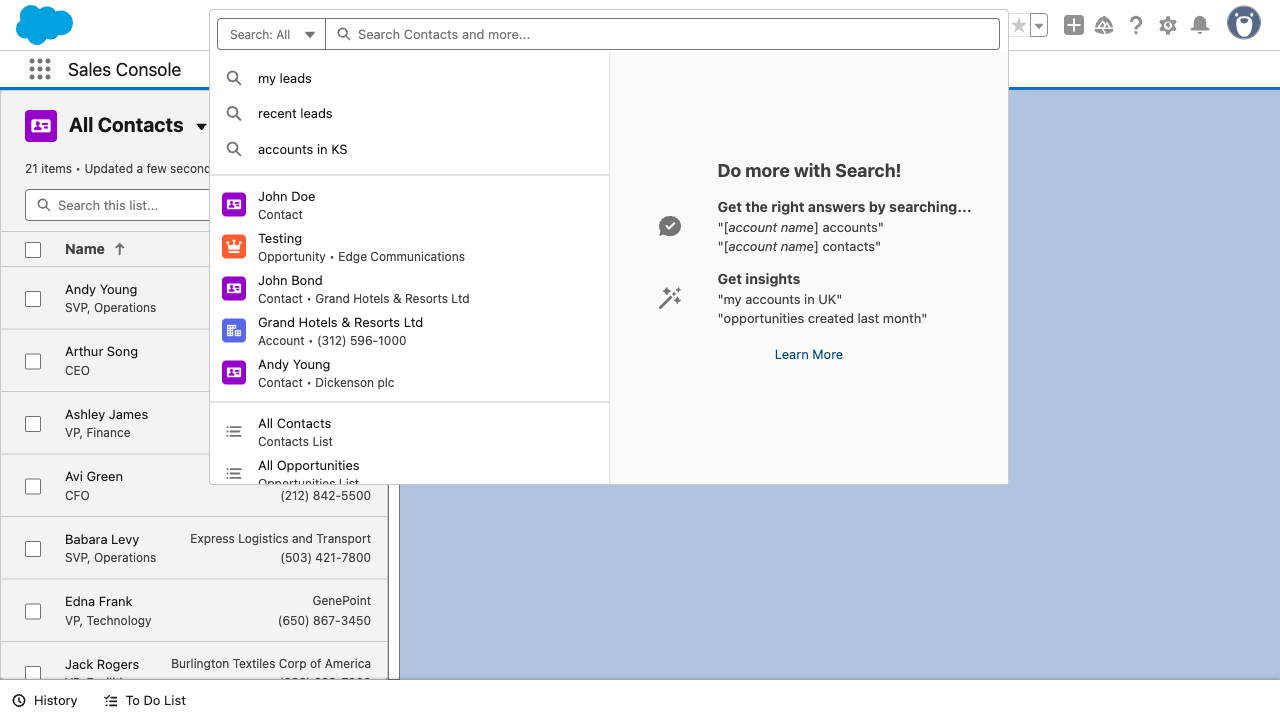 Search: All
Search Contacts and more...
Sales Console
my leads
recent leads
accounts in KS
John Doe
Contact
Testing
Opportunity • Edge Communications
John Bond
Contact • Grand Hotels & Resorts Ltd
Grand Hotels & Resorts Ltd
Account • (312) 596-1000
Andy Young
Contact • Dickenson plc
All Contacts
Contacts List
All Opportunities
Opportunities List
Do more with Search!
Get the right answers by searching...
"[account name] accounts"
"[account name] contacts"
Get insights
"my accounts in UK"
"opportunities created last month"
Learn More
All Contacts
21 items • Updated a few second
Search this list...
Name
Andy Young
SVP, Operations
Arthur Song
CEO
Ashley James
VP, Finance
Avi Green
CFO (212) 842-5500
Babara Levy Express Logistics and Transport
SVP, Operations (503) 421-7800
Edna Frank GenePoint
VP, Technology (650) 867-3450
Jack Rogers Burlington Textiles Corp of America
History
To Do List